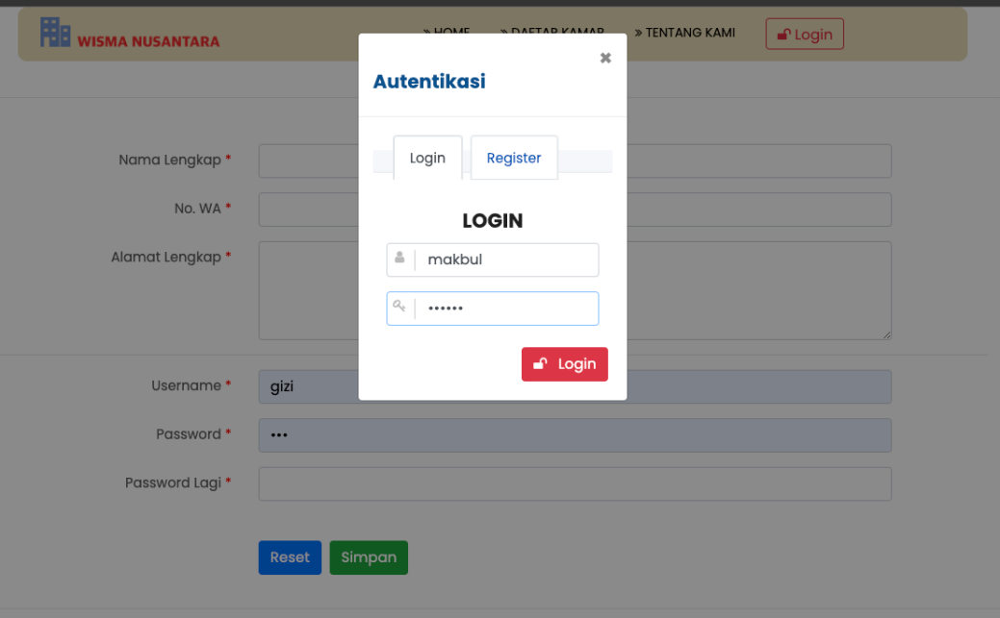 WISMA NUSANTARA
» HOME » DAFTAR KAMAR » TENTANG KAMI Login
×
Autentikasi
Login Register
LOGIN
makbul
••••••
Login
Nama Lengkap *
No. WA *
Alamat Lengkap *
Username * gizi
Password * •••
Password Lagi *
Reset Simpan